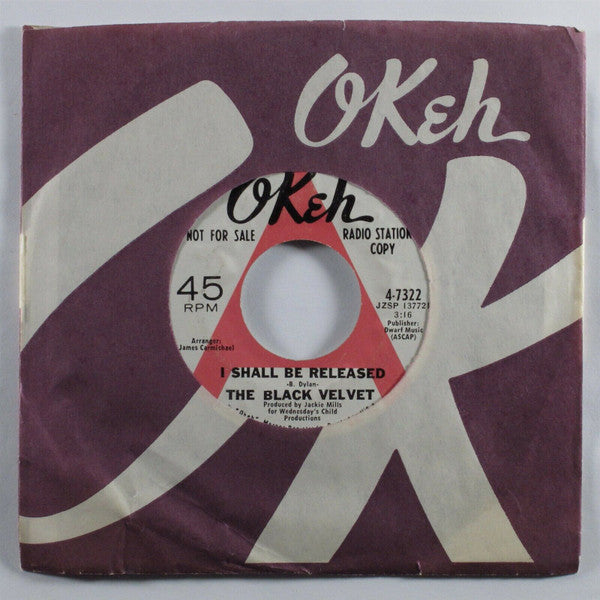 OKeh
OKeh
NOT FOR SALE
RADIO STATION
COPY
45
RPM
4-7322
JZSP 13772
3:16
Publisher:
Dwarf Music
(ASCAP)
Arranger:
James Carmichael
I SHALL BE RELEASED
-B. Dylan-
THE BLACK VELVET
Produced by Jackie Mills
for Wednesday's Child
Productions